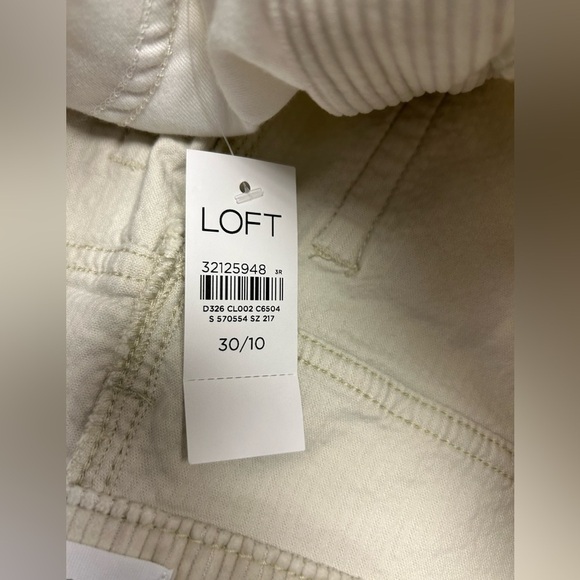 LOFT
32125948 3R
D326 CL002 C6504
S 570554 SZ 217
30/10